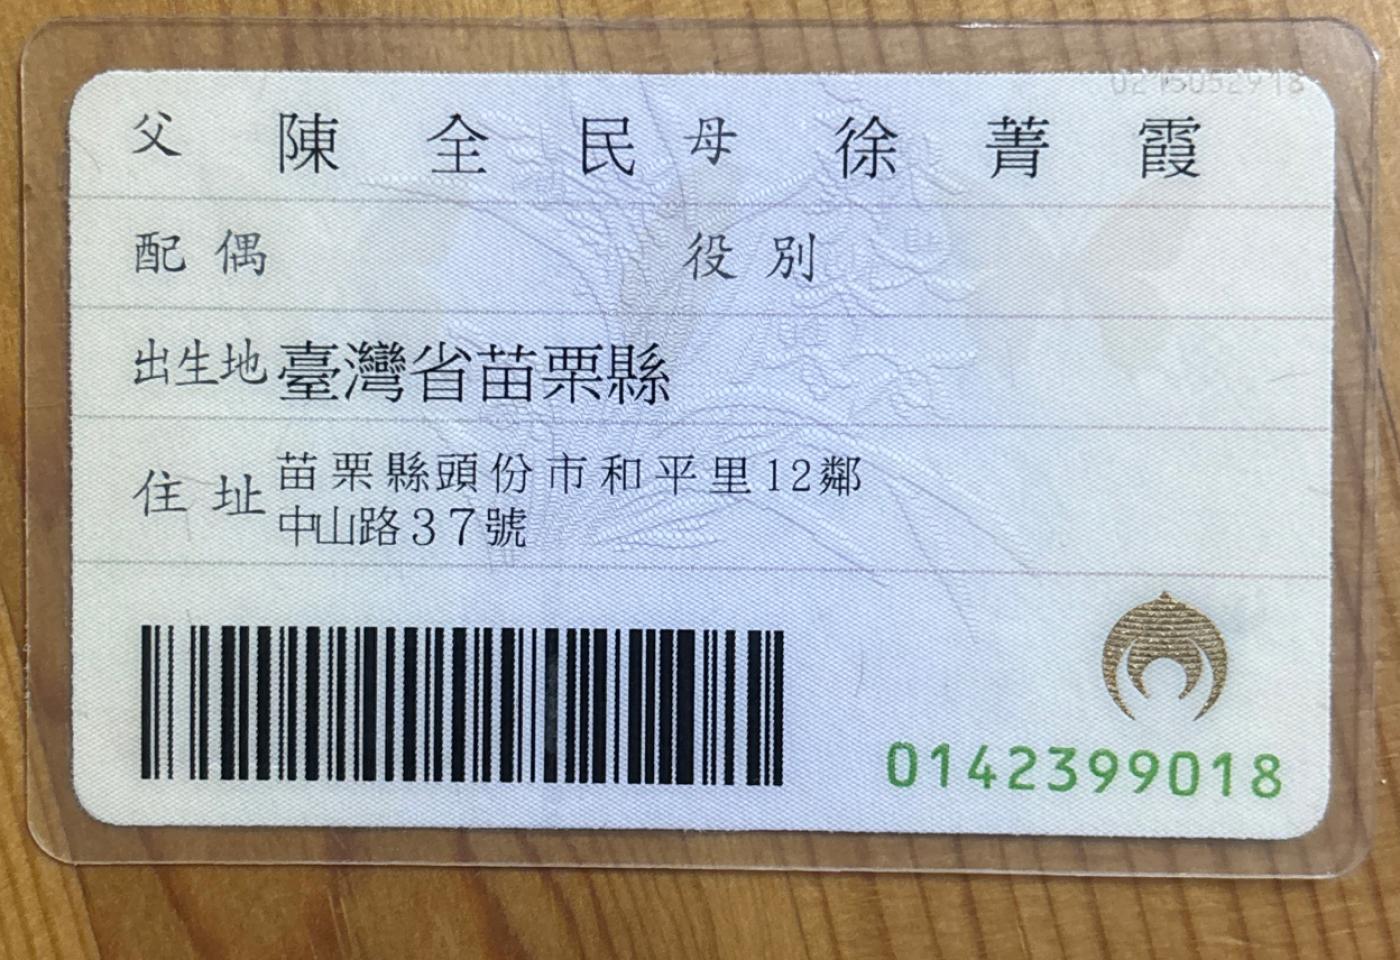 0215052918
父 陳全民 母 徐菁霞
配偶 役別
出生地 臺灣省苗栗縣
住址 苗栗縣頭份市和平里12鄰
中山路37號
0142399018